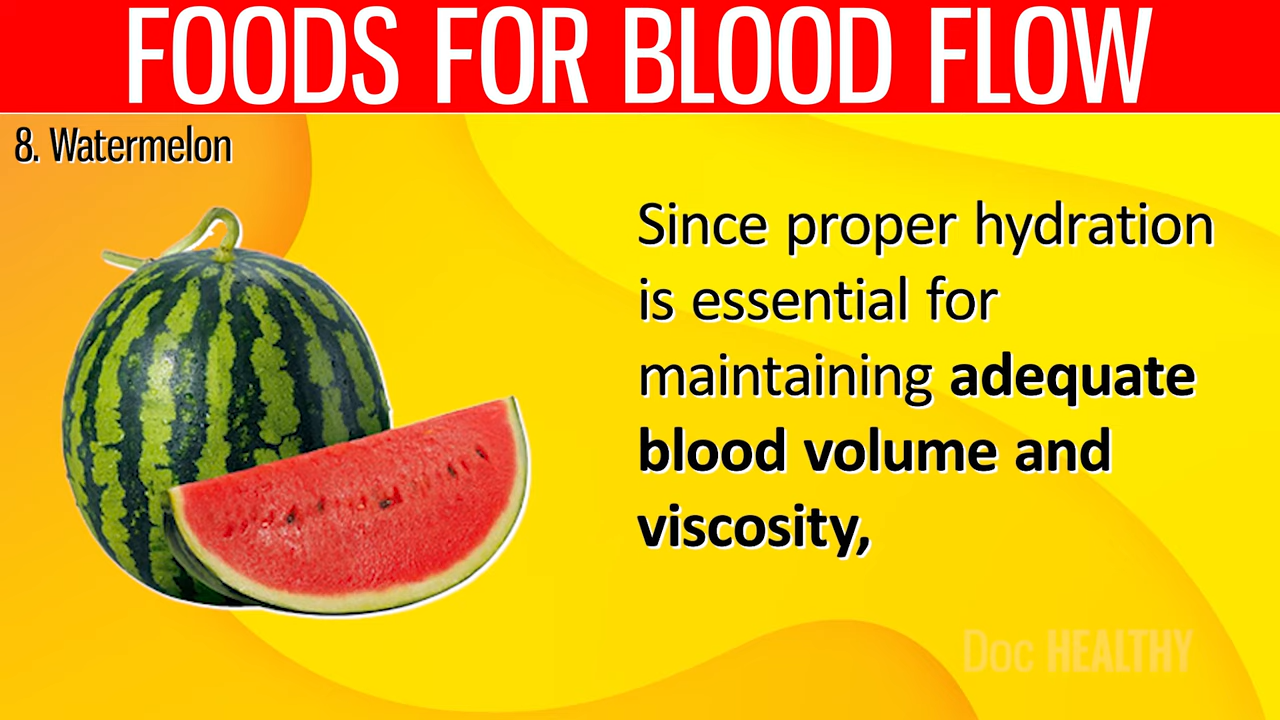 FOODS FOR BLOOD FLOW
8. Watermelon
Since proper hydration
is essential for
maintaining adequate
blood volume and
viscosity,
Doc HEALTHY